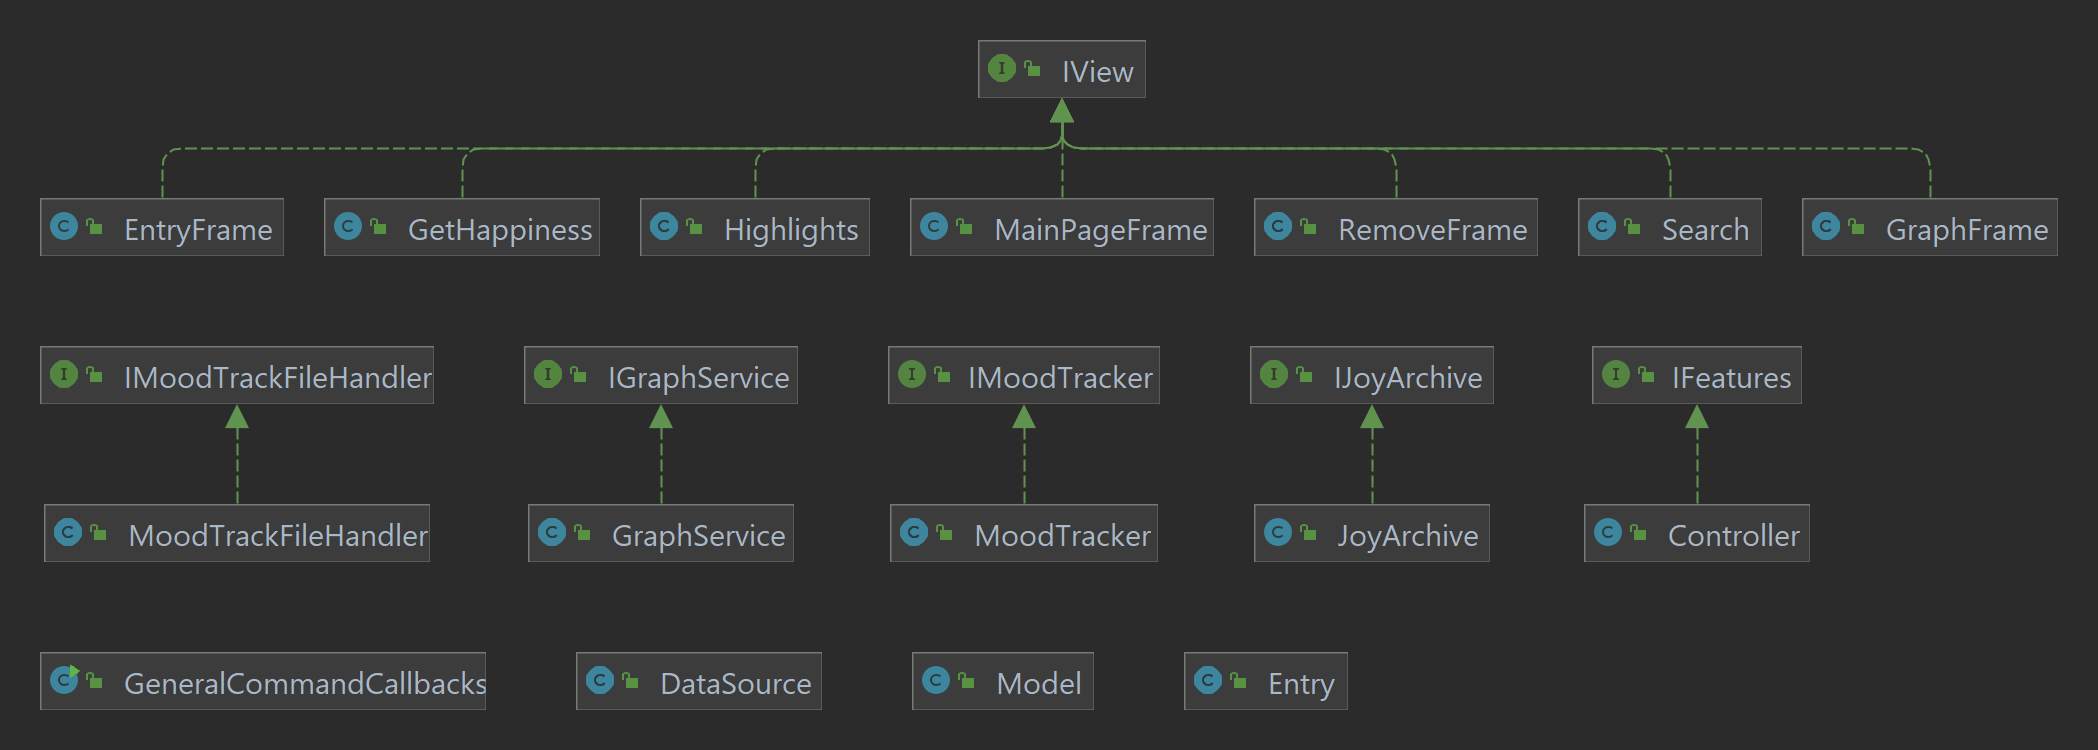 I IView
C EntryFrame C GetHappiness C Highlights C MainPageFrame C RemoveFrame C Search C GraphFrame
I IMoodTrackFileHandler I IGraphService I IMoodTracker I IJoyArchive I IFeatures
C MoodTrackFileHandler C GraphService C MoodTracker C JoyArchive C Controller
C GeneralCommandCallbacks C DataSource C Model C Entry